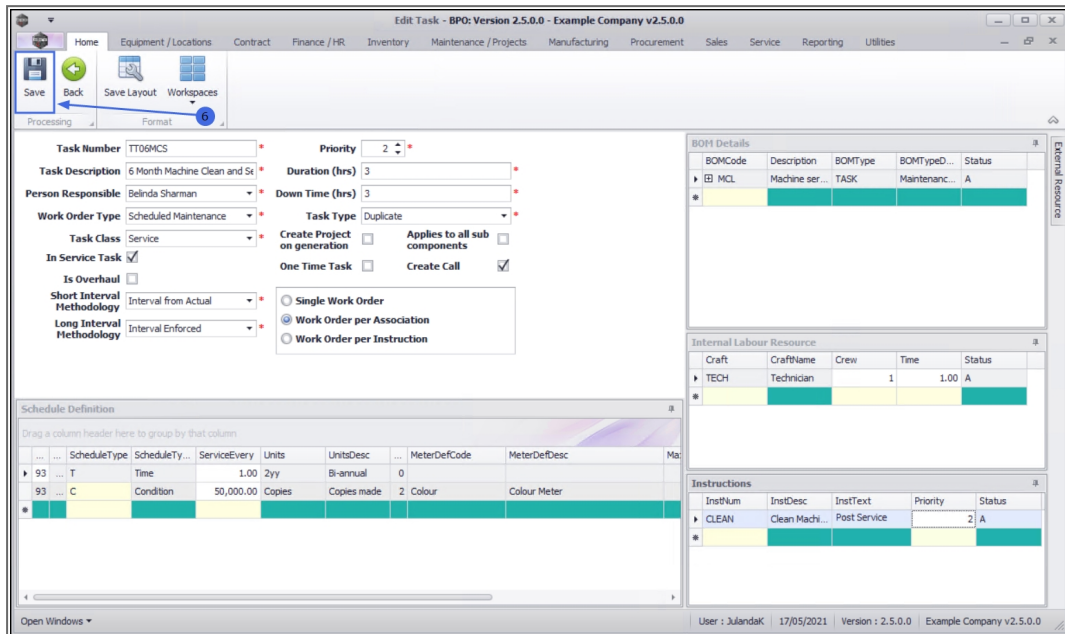 Edit Task - BPO: Version 2.5.0.0 - Example Company v2.5.0.0
Home Equipment / Locations Contract Finance / HR Inventory Maintenance / Projects Manufacturing Procurement Sales Service Reporting Utilities
Save Back Save Layout Workspaces
6
Processing Format
Task Number TT06MCS *
Task Description 6 Month Machine Clean and Se *
Person Responsible Belinda Sharman *
Work Order Type Scheduled Maintenance *
Task Class Service *
In Service Task
Is Overhaul
Short Interval Methodology Interval from Actual *
Long Interval Methodology Interval Enforced *
Priority 2 *
Duration (hrs) 3 *
Down Time (hrs) 3 *
Task Type Duplicate *
Create Project on generation Applies to all sub components
One Time Task Create Call
Single Work Order
Work Order per Association
Work Order per Instruction
BOM Details
BOMCode Description BOMType BOMTypeD... Status
MCL Machine ser... TASK Maintenanc... A
*
External Resource
Internal Labour Resource
Craft CraftName Crew Time Status
TECH Technician 1 1.00 A
*
Schedule Definition
Drag a column header here to group by that column
... ... ScheduleType ScheduleTy... ServiceEvery Units UnitsDesc ... MeterDefCode MeterDefDesc Ma
93 ... T Time 1.00 2yy Bi-annual 0
93 ... C Condition 50,000.00 Copies Copies made 2 Colour Colour Meter
*
Instructions
InstNum InstDesc InstText Priority Status
CLEAN Clean Machi... Post Service 2 A
*
Open Windows User : JulandaK 17/05/2021 Version : 2.5.0.0 Example Company v2.5.0.0